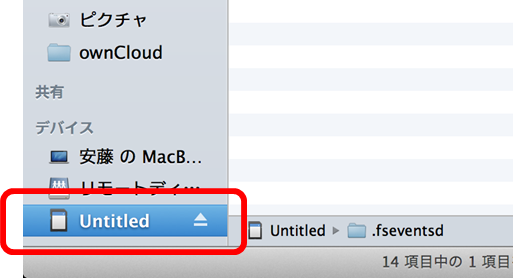 ピクチャ
ownCloud
共有
デバイス
安藤 の MacB...
リモートディ...
Untitled
Untitled ▸ .fseventsd
14 項目中の 1 項目